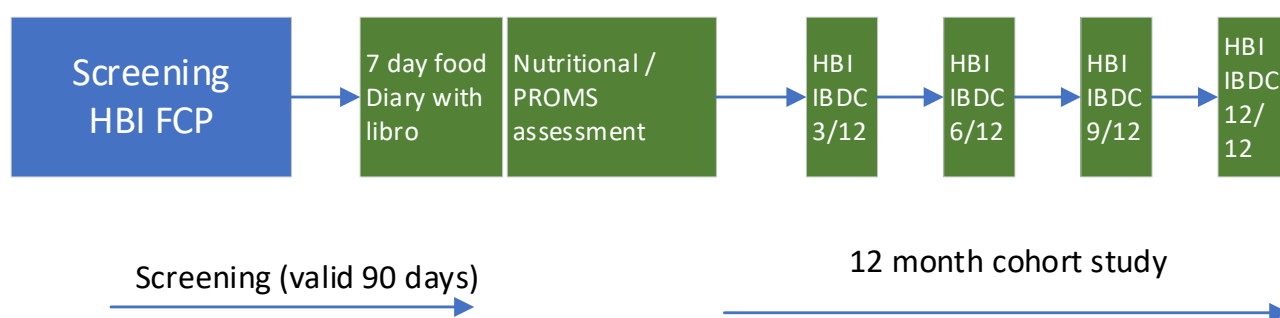 Screening
HBI FCP
7 day food
Diary with
libro
Nutritional /
PROMS
assessment
HBI
IBDC
3/12
HBI
IBDC
6/12
HBI
IBDC
9/12
HBI
IBDC
12/
12
Screening (valid 90 days)
12 month cohort study